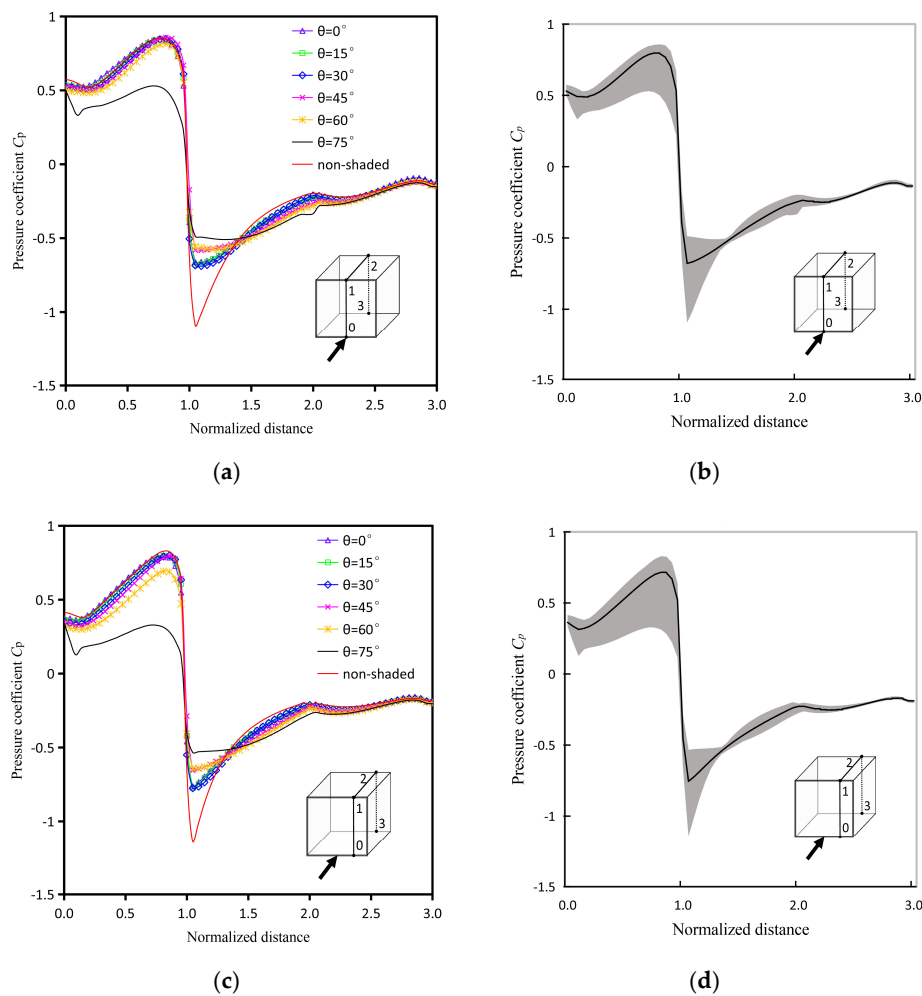 1
0.5
0
-0.5
-1
-1.5
Pressure coefficient Cp
θ=0°
θ=15°
θ=30°
θ=45°
θ=60°
θ=75°
non-shaded
2
1
3
0
0.0 0.5 1.0 1.5 2.0 2.5 3.0
Normalized distance
(a)
1
0.5
0
-0.5
-1
-1.5
Pressure coefficient Cp
2
1
3
0
0.0 1.0 2.0 3.0
Normalized distance
(b)
1
0.5
0
-0.5
-1
-1.5
Pressure coefficient Cp
θ=0°
θ=15°
θ=30°
θ=45°
θ=60°
θ=75°
non-shaded
2
1
3
0
0.0 0.5 1.0 1.5 2.0 2.5 3.0
Normalized distance
(c)
1
0.5
0
-0.5
-1
-1.5
Pressure coefficient Cp
2
1
3
0
0.0 1.0 2.0 3.0
Normalized distance
(d)